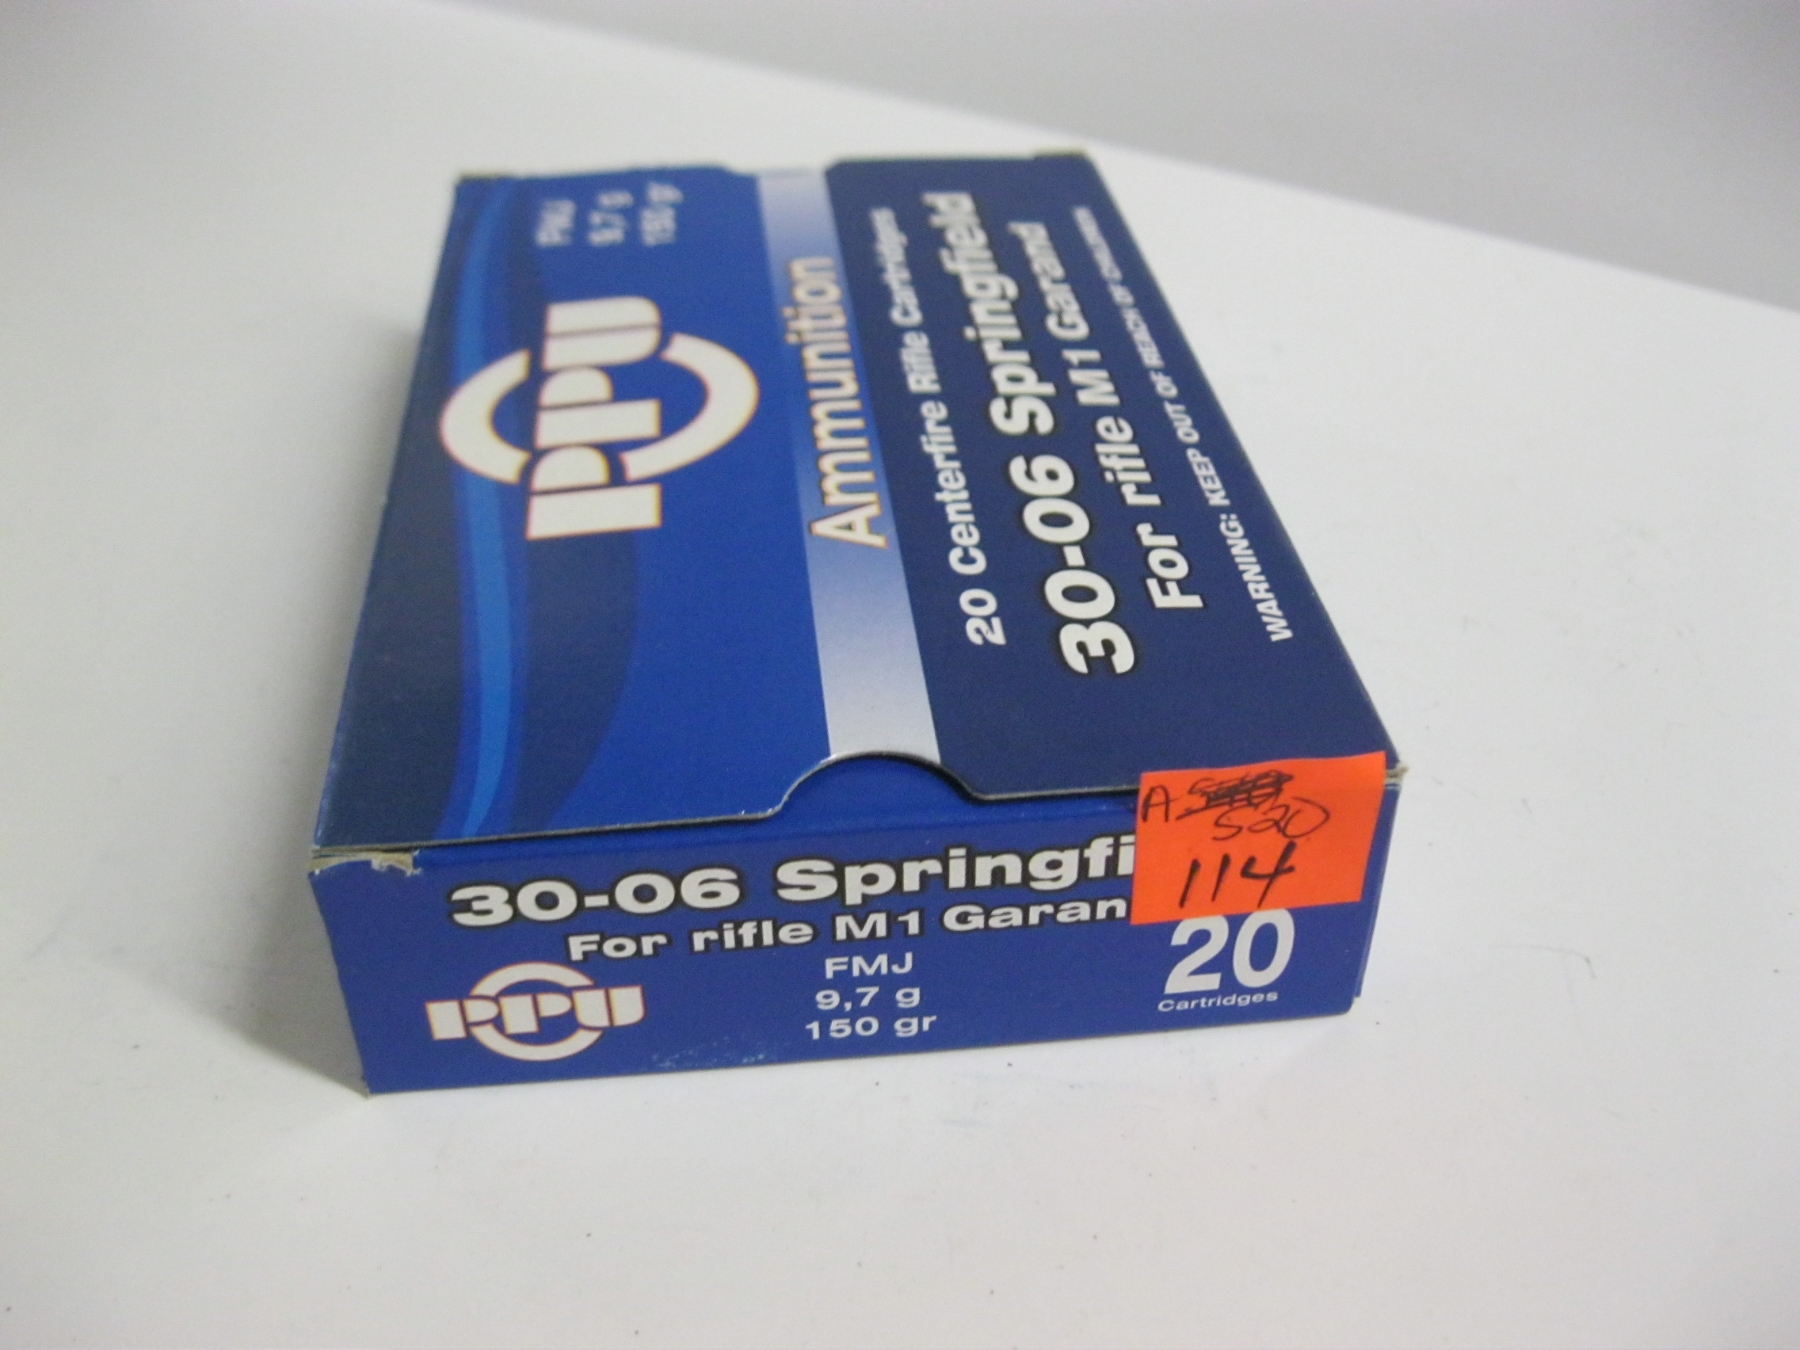 FMJ
9,7 g
150 gr
PPU
Ammunition
20 Centerfire Rifle Cartridges
30-06 Springfield
For rifle M1 Garand
WARNING: KEEP OUT OF REACH OF CHILDREN
30-06 Springfi
For rifle M1 Garan
PPU
FMJ
9,7 g
150 gr
A
520
114
20
Cartridges